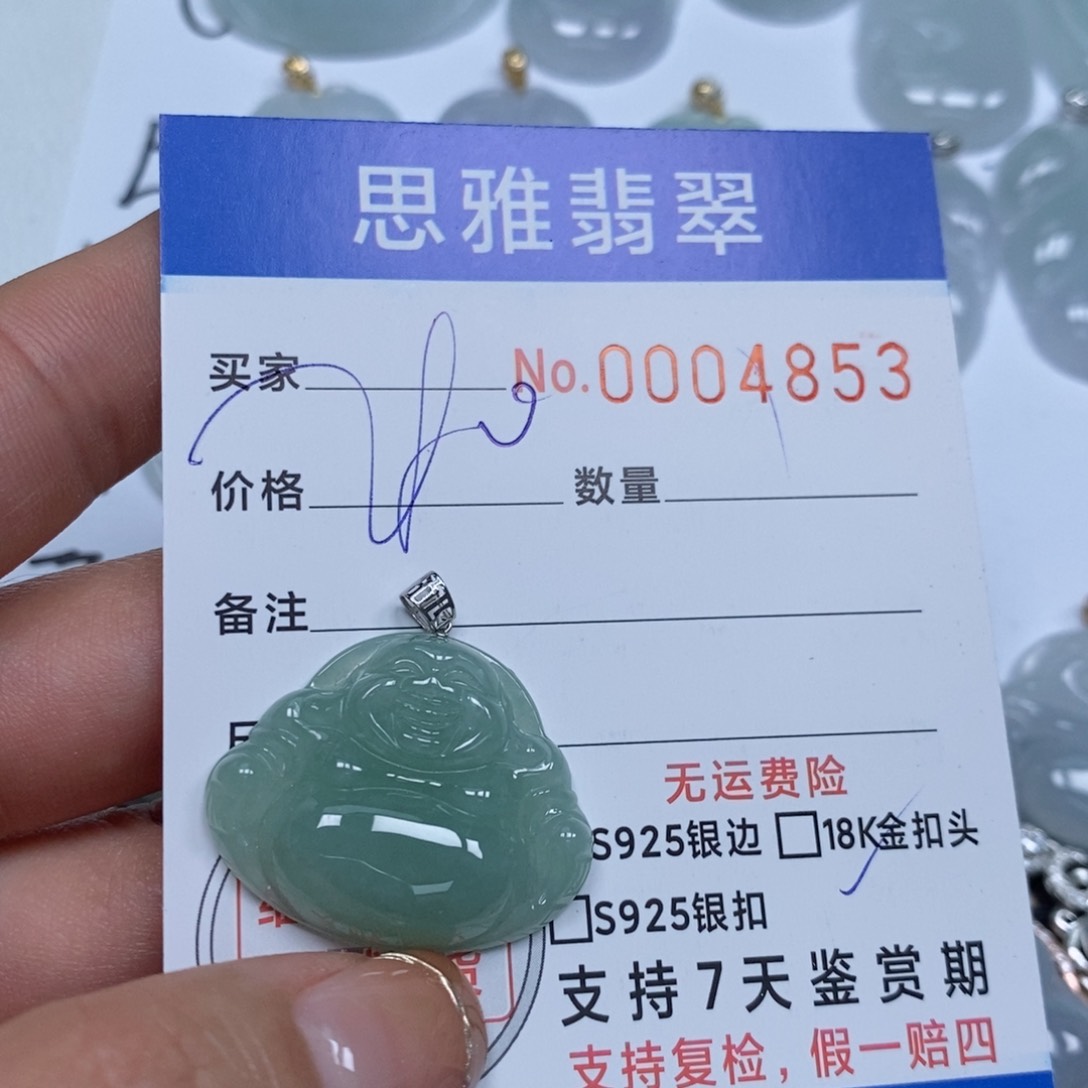 思雅翡翠
买家 No.0004853
价格 数量
备注
无运费险
S925银边 □18K金扣头
□S925银扣
支持7天鉴赏期
支持复检，假一赔四